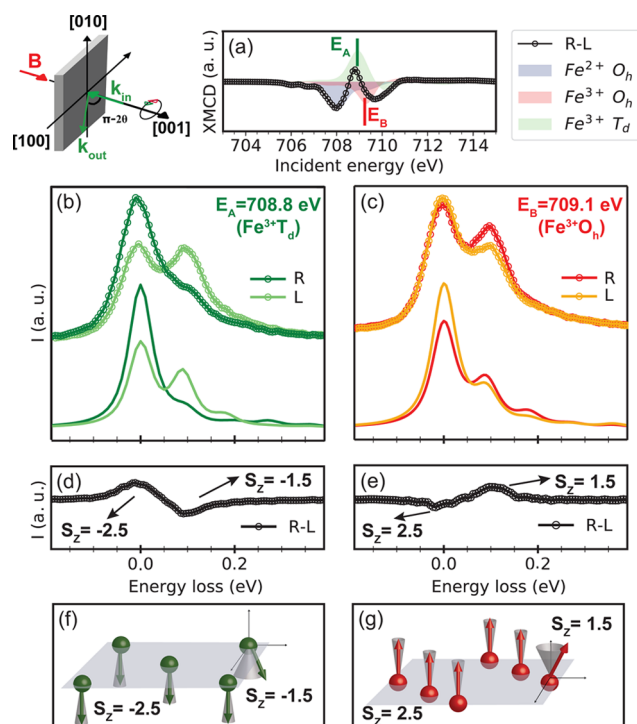 [010]
B
k_in
[100]
π-2θ
[001]
k_out
(a)
E_A
E_B
XMCD (a. u.)
704 706 708 710 712 714
Incident energy (eV)
R-L
Fe²⁺ O_h
Fe³⁺ O_h
Fe³⁺ T_d
(b)
E_A=708.8 eV
(Fe³⁺T_d)
R
L
I (a. u.)
(c)
E_B=709.1 eV
(Fe³⁺O_h)
R
L
(d)
S_z= -1.5
S_z= -2.5
R-L
I (a. u.)
0.0 0.2
Energy loss (eV)
(e)
S_z= 1.5
S_z= 2.5
R-L
0.0 0.2
Energy loss (eV)
(f)
S_z= -2.5
S_z= -1.5
(g)
S_z= 1.5
S_z= 2.5